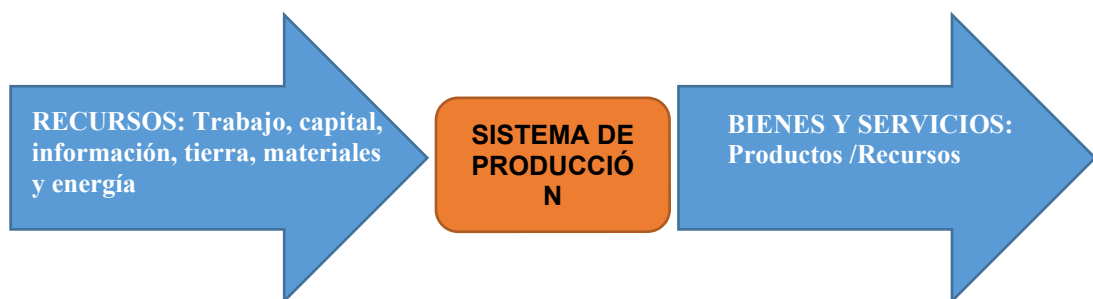 RECURSOS: Trabajo, capital,
información, tierra, materiales
y energía
SISTEMA DE
PRODUCCIÓ
N
BIENES Y SERVICIOS:
Productos /Recursos